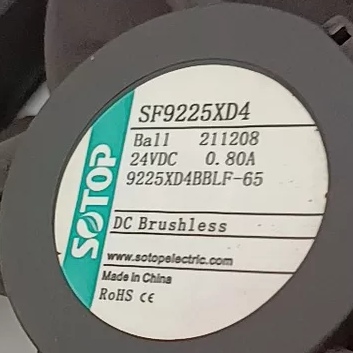 SOTOP
SF9225XD4
Ball 211208
24VDC 0.80A
9225XD4BBLF-65
DC Brushless
www.sotopelectric.com
Made in China
RoHS CE